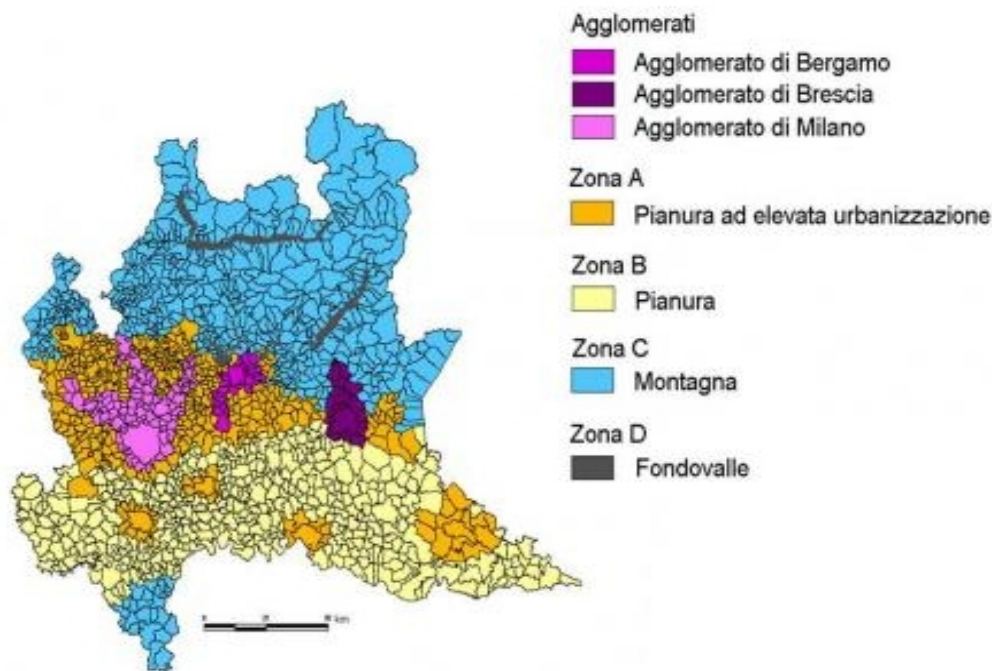 Agglomerati
Agglomerato di Bergamo
Agglomerato di Brescia
Agglomerato di Milano
Zona A
Pianura ad elevata urbanizzazione
Zona B
Pianura
Zona C
Montagna
Zona D
Fondovalle
km